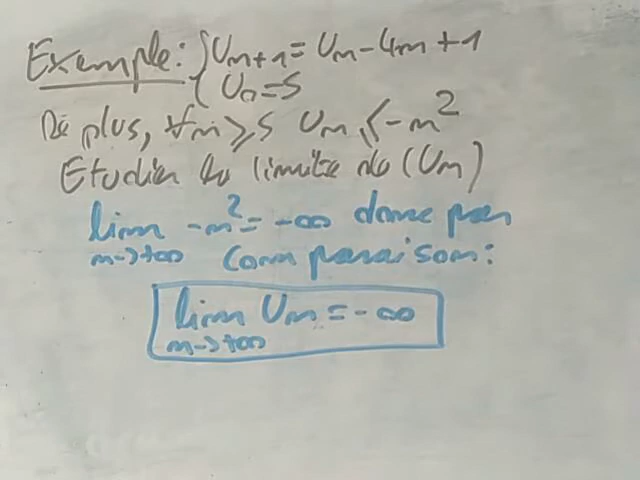 Exemple: { Un+1 = Un - 4n + 1
{ U0 = 5
De plus, ∀n ≥ 5 Un ≤ -n²
Etudier la limite de (Un)
lim -n² = -∞ donc par
n→+∞ comparaison:
lim Un = -∞
n→+∞